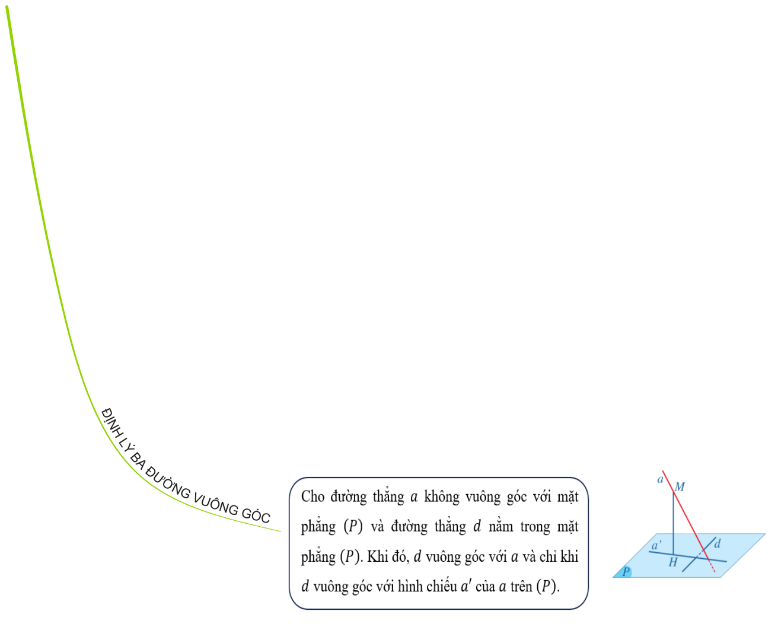 ĐỊNH LÝ BA ĐƯỜNG VUÔNG GÓC
Cho đường thẳng a không vuông góc với mặt
phẳng (P) và đường thẳng d nằm trong mặt
phẳng (P). Khi đó, d vuông góc với a và chỉ khi
d vuông góc với hình chiếu a′ của a trên (P).
a
M
d
a'
H
P